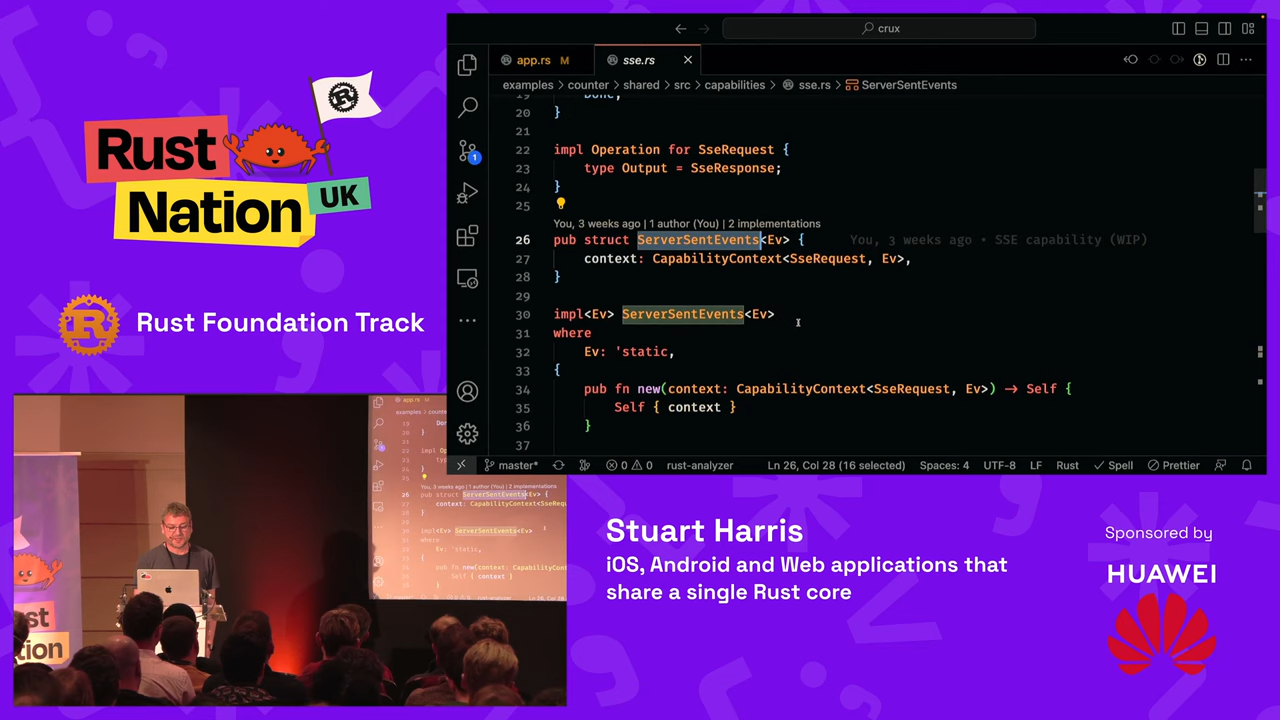 Rust
Nation
UK
Rust Foundation Track
crux
app.rs M
sse.rs
examples > counter > shared > src > capabilities > sse.rs > ServerSentEvents
19 Done,
20 }
21
22 impl Operation for SseRequest {
23 type Output = SseResponse;
24 }
25
You, 3 weeks ago | 1 author (You) | 2 implementations
26 pub struct ServerSentEvents<Ev> { You, 3 weeks ago • SSE capability (WIP)
27 context: CapabilityContext<SseRequest, Ev>,
28 }
29
30 impl<Ev> ServerSentEvents<Ev>
31 where
32 Ev: 'static,
33 {
34 pub fn new(context: CapabilityContext<SseRequest, Ev>) → Self {
35 Self { context }
36 }
37
1
master* 0 0 rust-analyzer Ln 26, Col 28 (16 selected) Spaces: 4 UTF-8 LF Rust Spell Prettier
Stuart Harris
iOS, Android and Web applications that
share a single Rust core
Sponsored by
HUAWEI